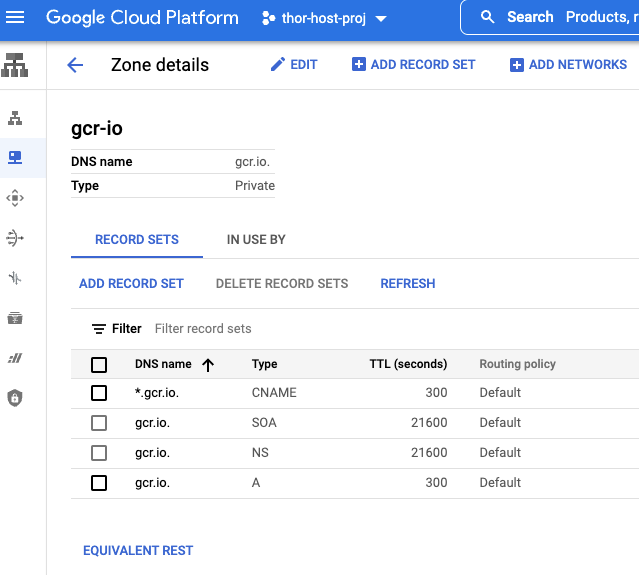 Google Cloud Platform thor-host-proj Search Products, r
Zone details EDIT ADD RECORD SET ADD NETWORKS
gcr-io
DNS name gcr.io.
Type Private
RECORD SETS IN USE BY
ADD RECORD SET DELETE RECORD SETS REFRESH
Filter Filter record sets
DNS name Type TTL (seconds) Routing policy
*.gcr.io. CNAME 300 Default
gcr.io. SOA 21600 Default
gcr.io. NS 21600 Default
gcr.io. A 300 Default
EQUIVALENT REST